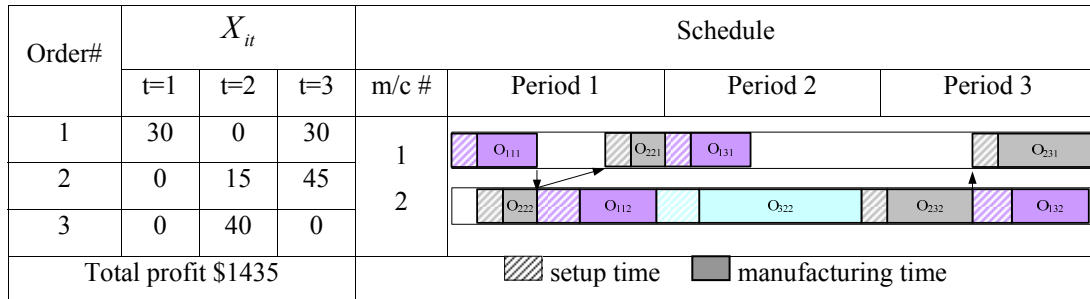 Order# X_it Schedule
t=1 t=2 t=3 m/c # Period 1 Period 2 Period 3
1 30 0 30 1 O111 O221 O131 O231
2 0 15 45 2 O222 O112 O322 O232 O132
3 0 40 0
Total profit $1435 setup time manufacturing time